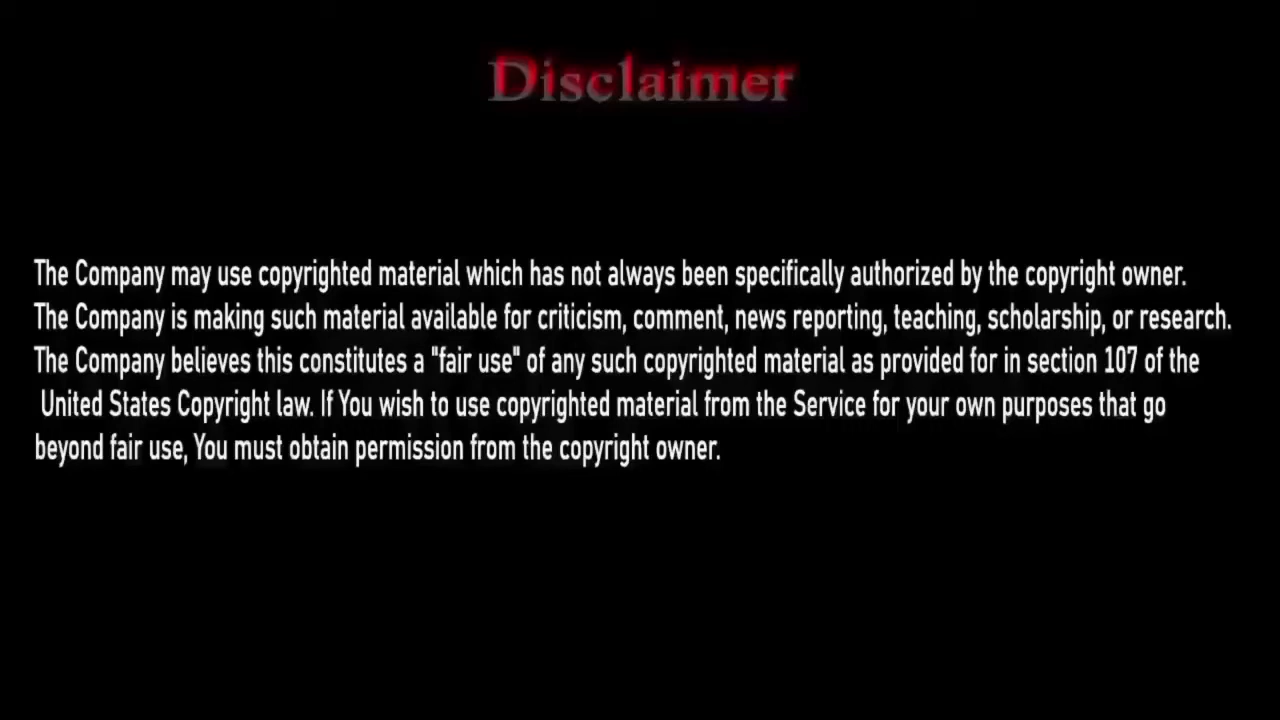 Disclaimer
The Company may use copyrighted material which has not always been specifically authorized by the copyright owner.
The Company is making such material available for criticism, comment, news reporting, teaching, scholarship, or research.
The Company believes this constitutes a "fair use" of any such copyrighted material as provided for in section 107 of the
United States Copyright law. If You wish to use copyrighted material from the Service for your own purposes that go
beyond fair use, You must obtain permission from the copyright owner.